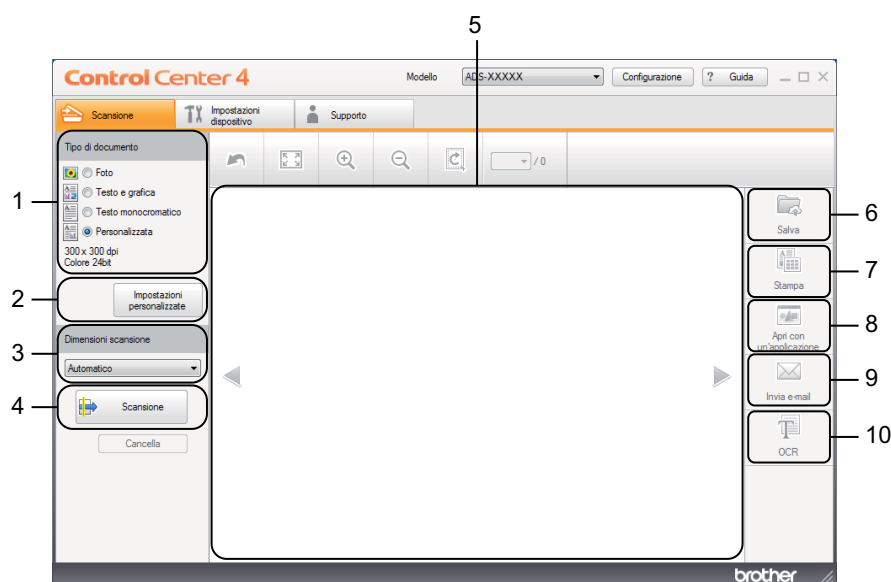 5
Control Center 4
Modello
ADS-XXXXX
Configurazione
? Guida
Scansione
Impostazioni
dispositivo
Supporto
Tipo di documento
Foto
Testo e grafica
Testo monocromatico
Personalizzata
300 x 300 dpi
Colore 24bit
1
/ 0
Impostazioni
personalizzate
2
Dimensioni scansione
Automatico
3
Scansione
4
Cancella
Salva
6
Stampa
7
Apri con
un'applicazione
8
Invia e-mail
9
OCR
10
brother